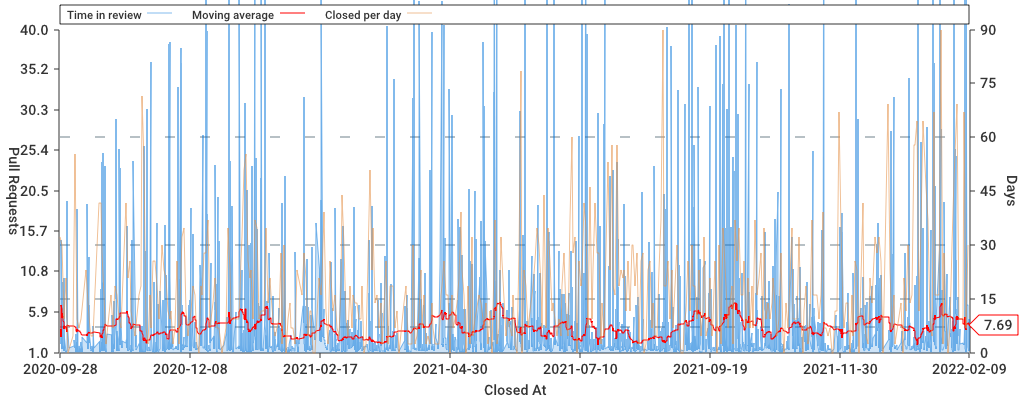 Time in review Moving average Closed per day
40.0 90
35.2 75
30.3
60
25.4
20.5 45
15.7 30
10.8
15
5.9
7.69
1.0 0
Pull Requests
Days
2020-09-28 2020-12-08 2021-02-17 2021-04-30 2021-07-10 2021-09-19 2021-11-30 2022-02-09
Closed At